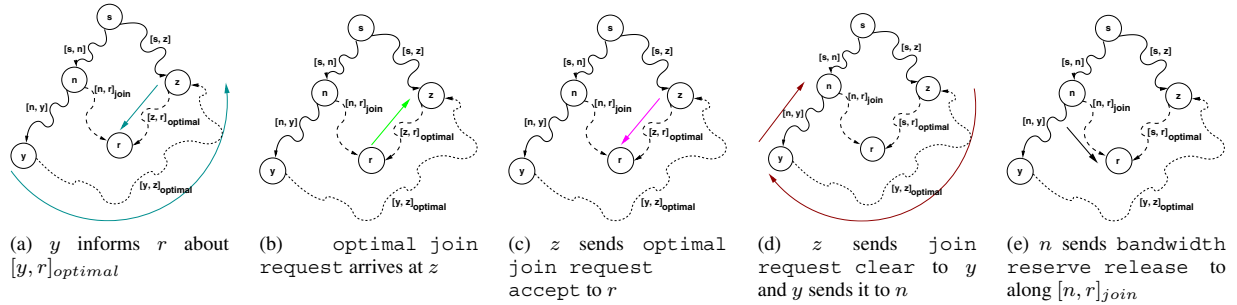 s
[s, z]
[s, n]
n
z
[n, r]join
[n, y]
[z, r]optimal
r
y
[y, z]optimal
(a) y informs r about
[y, r]optimal
s
[s, z]
[s, n]
n
z
[n, r]join
[n, y]
[z, r]optimal
r
y
[y, z]optimal
(b) optimal join
request arrives at z
s
[s, z]
[s, n]
n
z
[n, r]join
[n, y]
[z, r]optimal
r
y
[y, z]optimal
(c) z sends optimal
join request
accept to r
s
[s, z]
[s, n]
n
z
[n, r]join
[n, y]
[s, r]optimal
r
y
[y, z]optimal
(d) z sends join
request clear to y
and y sends it to n
s
[s, z]
[s, n]
n
z
[n, r]join
[n, y]
[s, r]optimal
r
y
[y, z]optimal
(e) n sends bandwidth
reserve release to
along [n, r]join